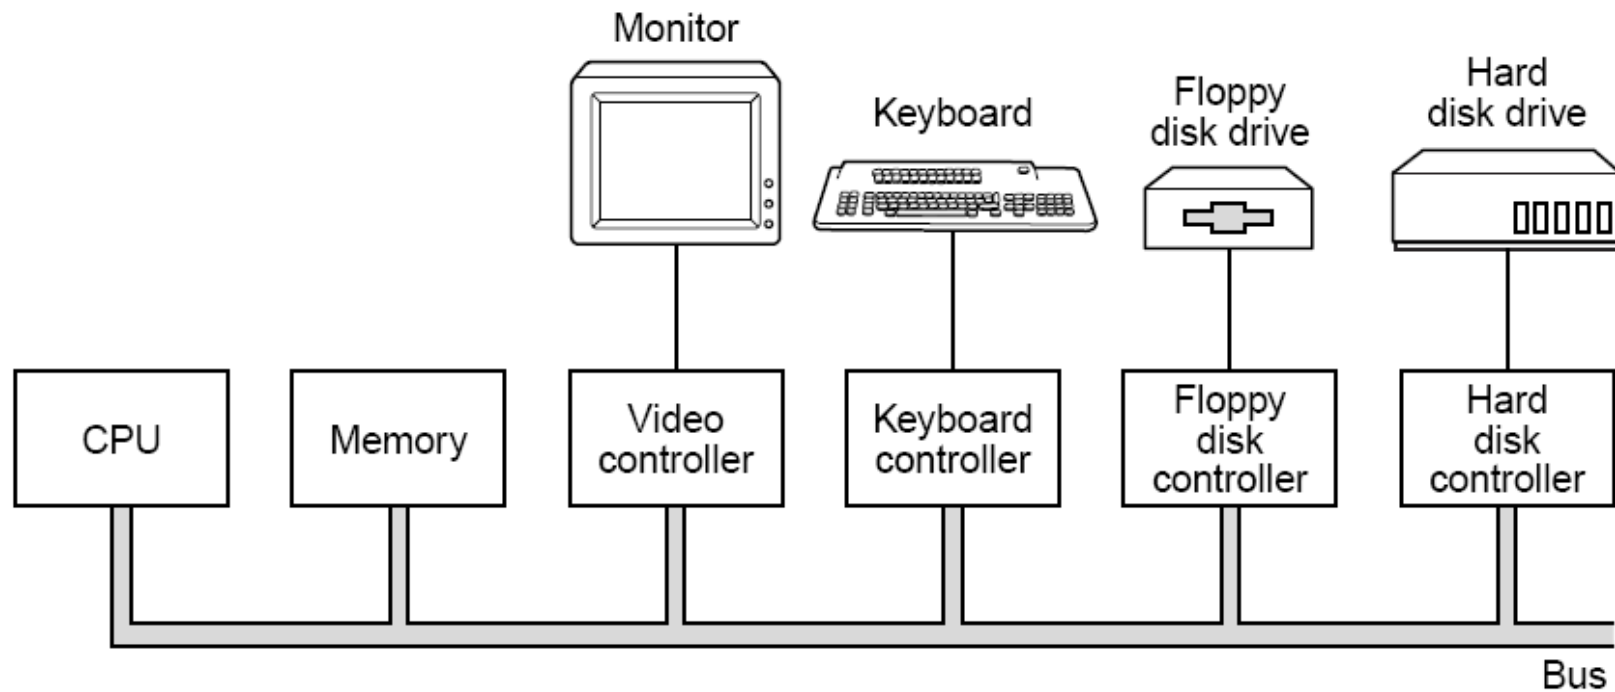 Monitor
Keyboard
Floppy
disk drive
Hard
disk drive
CPU
Memory
Video
controller
Keyboard
controller
Floppy
disk
controller
Hard
disk
controller
Bus